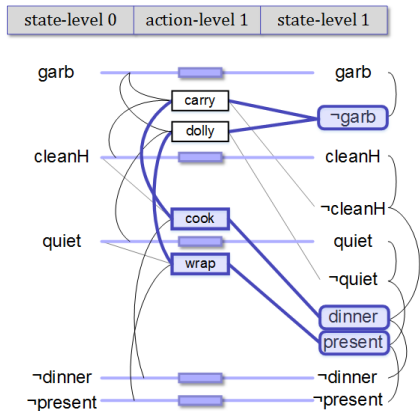 state-level 0 action-level 1 state-level 1
garb garb
carry
¬garb
dolly
cleanH cleanH
¬cleanH
cook
quiet quiet
wrap
¬quiet
dinner
present
¬dinner ¬dinner
¬present ¬present